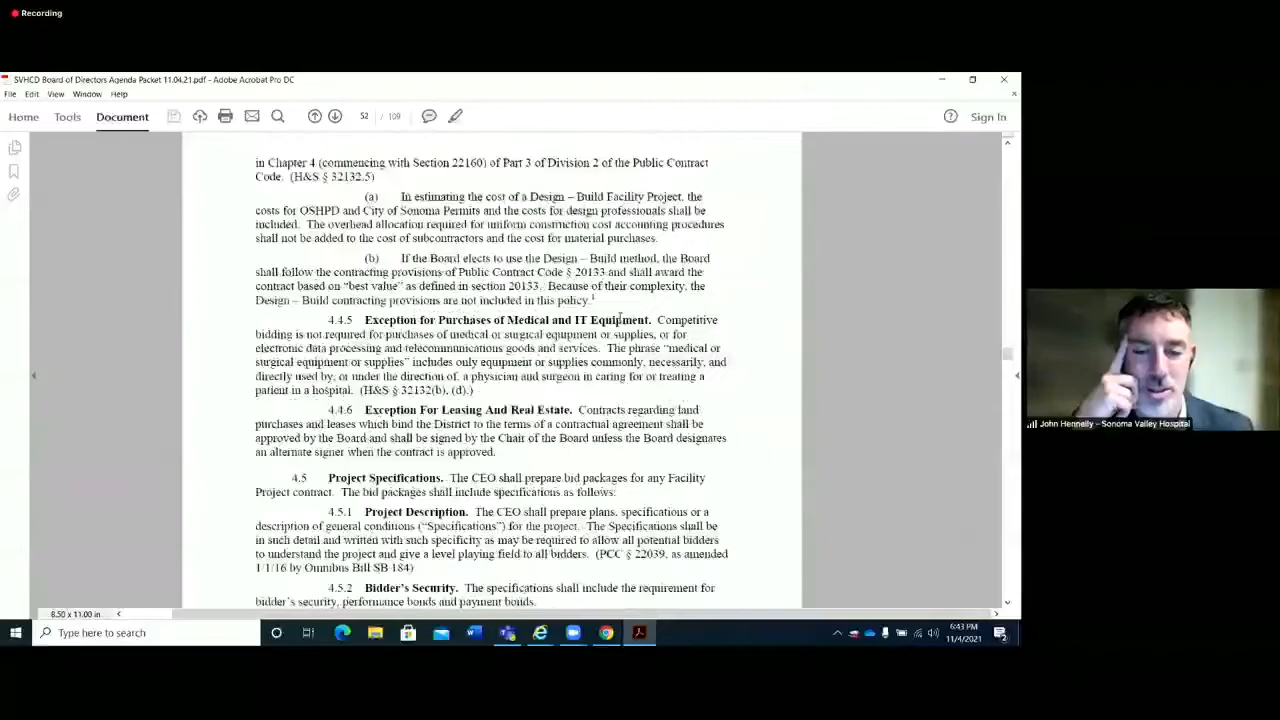 Recording
SVHCD Board of Directors Agenda Packet 11.04.21.pdf - Adobe Acrobat Pro DC
File Edit View Window Help
Home Tools Document 52 / 109 Sign In
in Chapter 4 (commencing with Section 22160) of Part 3 of Division 2 of the Public Contract
Code. (H&S § 32132.5)
(a) In estimating the cost of a Design – Build Facility Project, the
costs for OSHPD and City of Sonoma Permits and the costs for design professionals shall be
included. The overhead allocation required for uniform construction cost accounting procedures
shall not be added to the cost of subcontractors and the cost for material purchases.
(b) If the Board elects to use the Design – Build method, the Board
shall follow the contracting provisions of Public Contract Code § 20133 and shall award the
contract based on “best value” as defined in section 20133. Because of their complexity, the
Design – Build contracting provisions are not included in this policy.1
4.4.5 Exception for Purchases of Medical and IT Equipment. Competitive
bidding is not required for purchases of medical or surgical equipment or supplies, or for
electronic data processing and telecommunications goods and services. The phrase “medical or
surgical equipment or supplies” includes only equipment or supplies commonly, necessarily, and
directly used by, or under the direction of, a physician and surgeon in caring for or treating a
patient in a hospital. (H&S § 32132(b), (d).)
4.4.6 Exception For Leasing And Real Estate. Contracts regarding land
purchases and leases which bind the District to the terms of a contractual agreement shall be
approved by the Board and shall be signed by the Chair of the Board unless the Board designates
an alternate signer when the contract is approved.
4.5 Project Specifications. The CEO shall prepare bid packages for any Facility
Project contract. The bid packages shall include specifications as follows:
4.5.1 Project Description. The CEO shall prepare plans, specifications or a
description of general conditions (“Specifications”) for the project. The Specifications shall be
in such detail and written with such specificity as may be required to allow all potential bidders
to understand the project and give a level playing field to all bidders. (PCC § 22039, as amended
1/1/16 by Omnibus Bill SB 184)
4.5.2 Bidder’s Security. The specifications shall include the requirement for
bidder’s security, performance bonds and payment bonds.
John Hennelly – Sonoma Valley Hospital
8.50 x 11.00 in
Type here to search
6:43 PM
11/4/2021